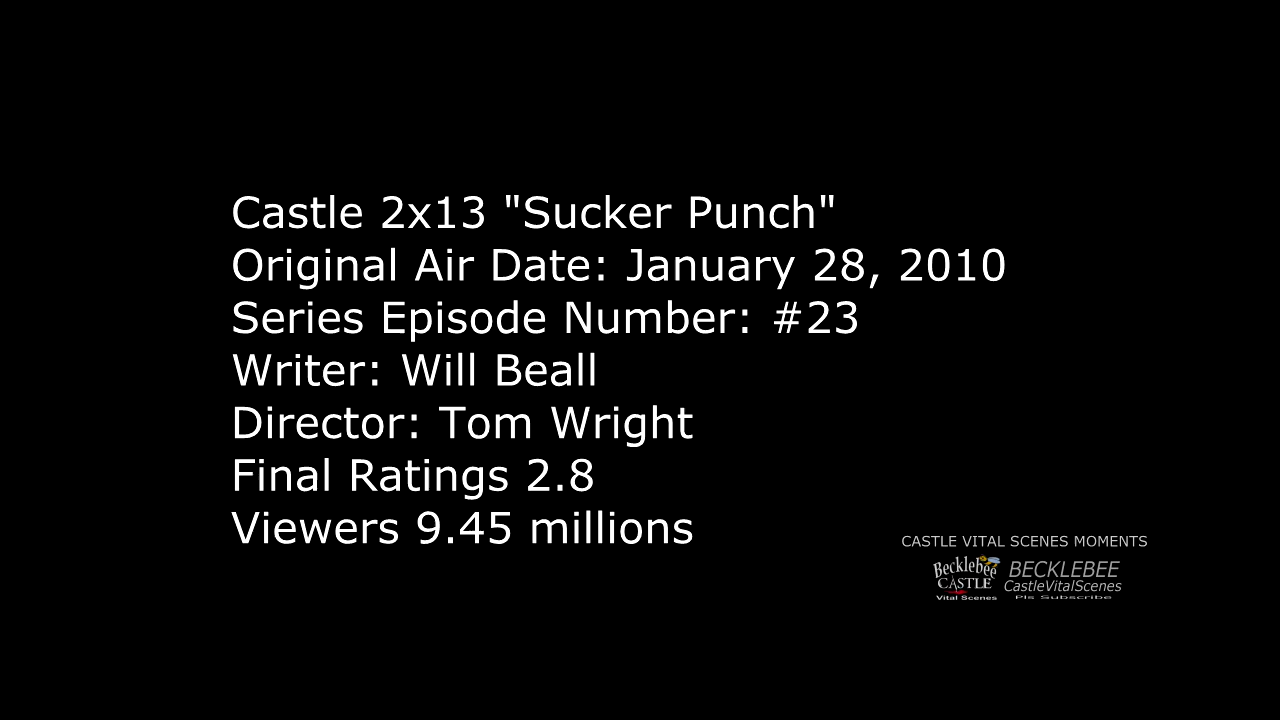 Castle 2x13 "Sucker Punch"
Original Air Date: January 28, 2010
Series Episode Number: #23
Writer: Will Beall
Director: Tom Wright
Final Ratings 2.8
Viewers 9.45 millions
CASTLE VITAL SCENES MOMENTS
Becklebee
CASTLE
Vital Scenes
BECKLEBEE
CastleVitalScenes
Pls Subscribe